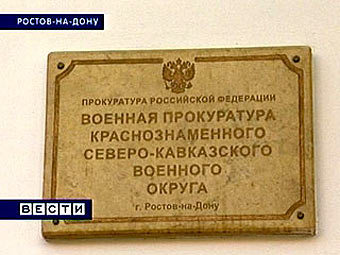 РОСТОВ-НА-ДОНУ
ПРОКУРАТУРА РОССИЙСКОЙ ФЕДЕРАЦИИ
ВОЕННАЯ ПРОКУРАТУРА
КРАСНОЗНАМЕННОГО
СЕВЕРО-КАВКАЗСКОГО
ВОЕННОГО
ОКРУГА
г. Ростов-на-Дону
ВЕСТИ